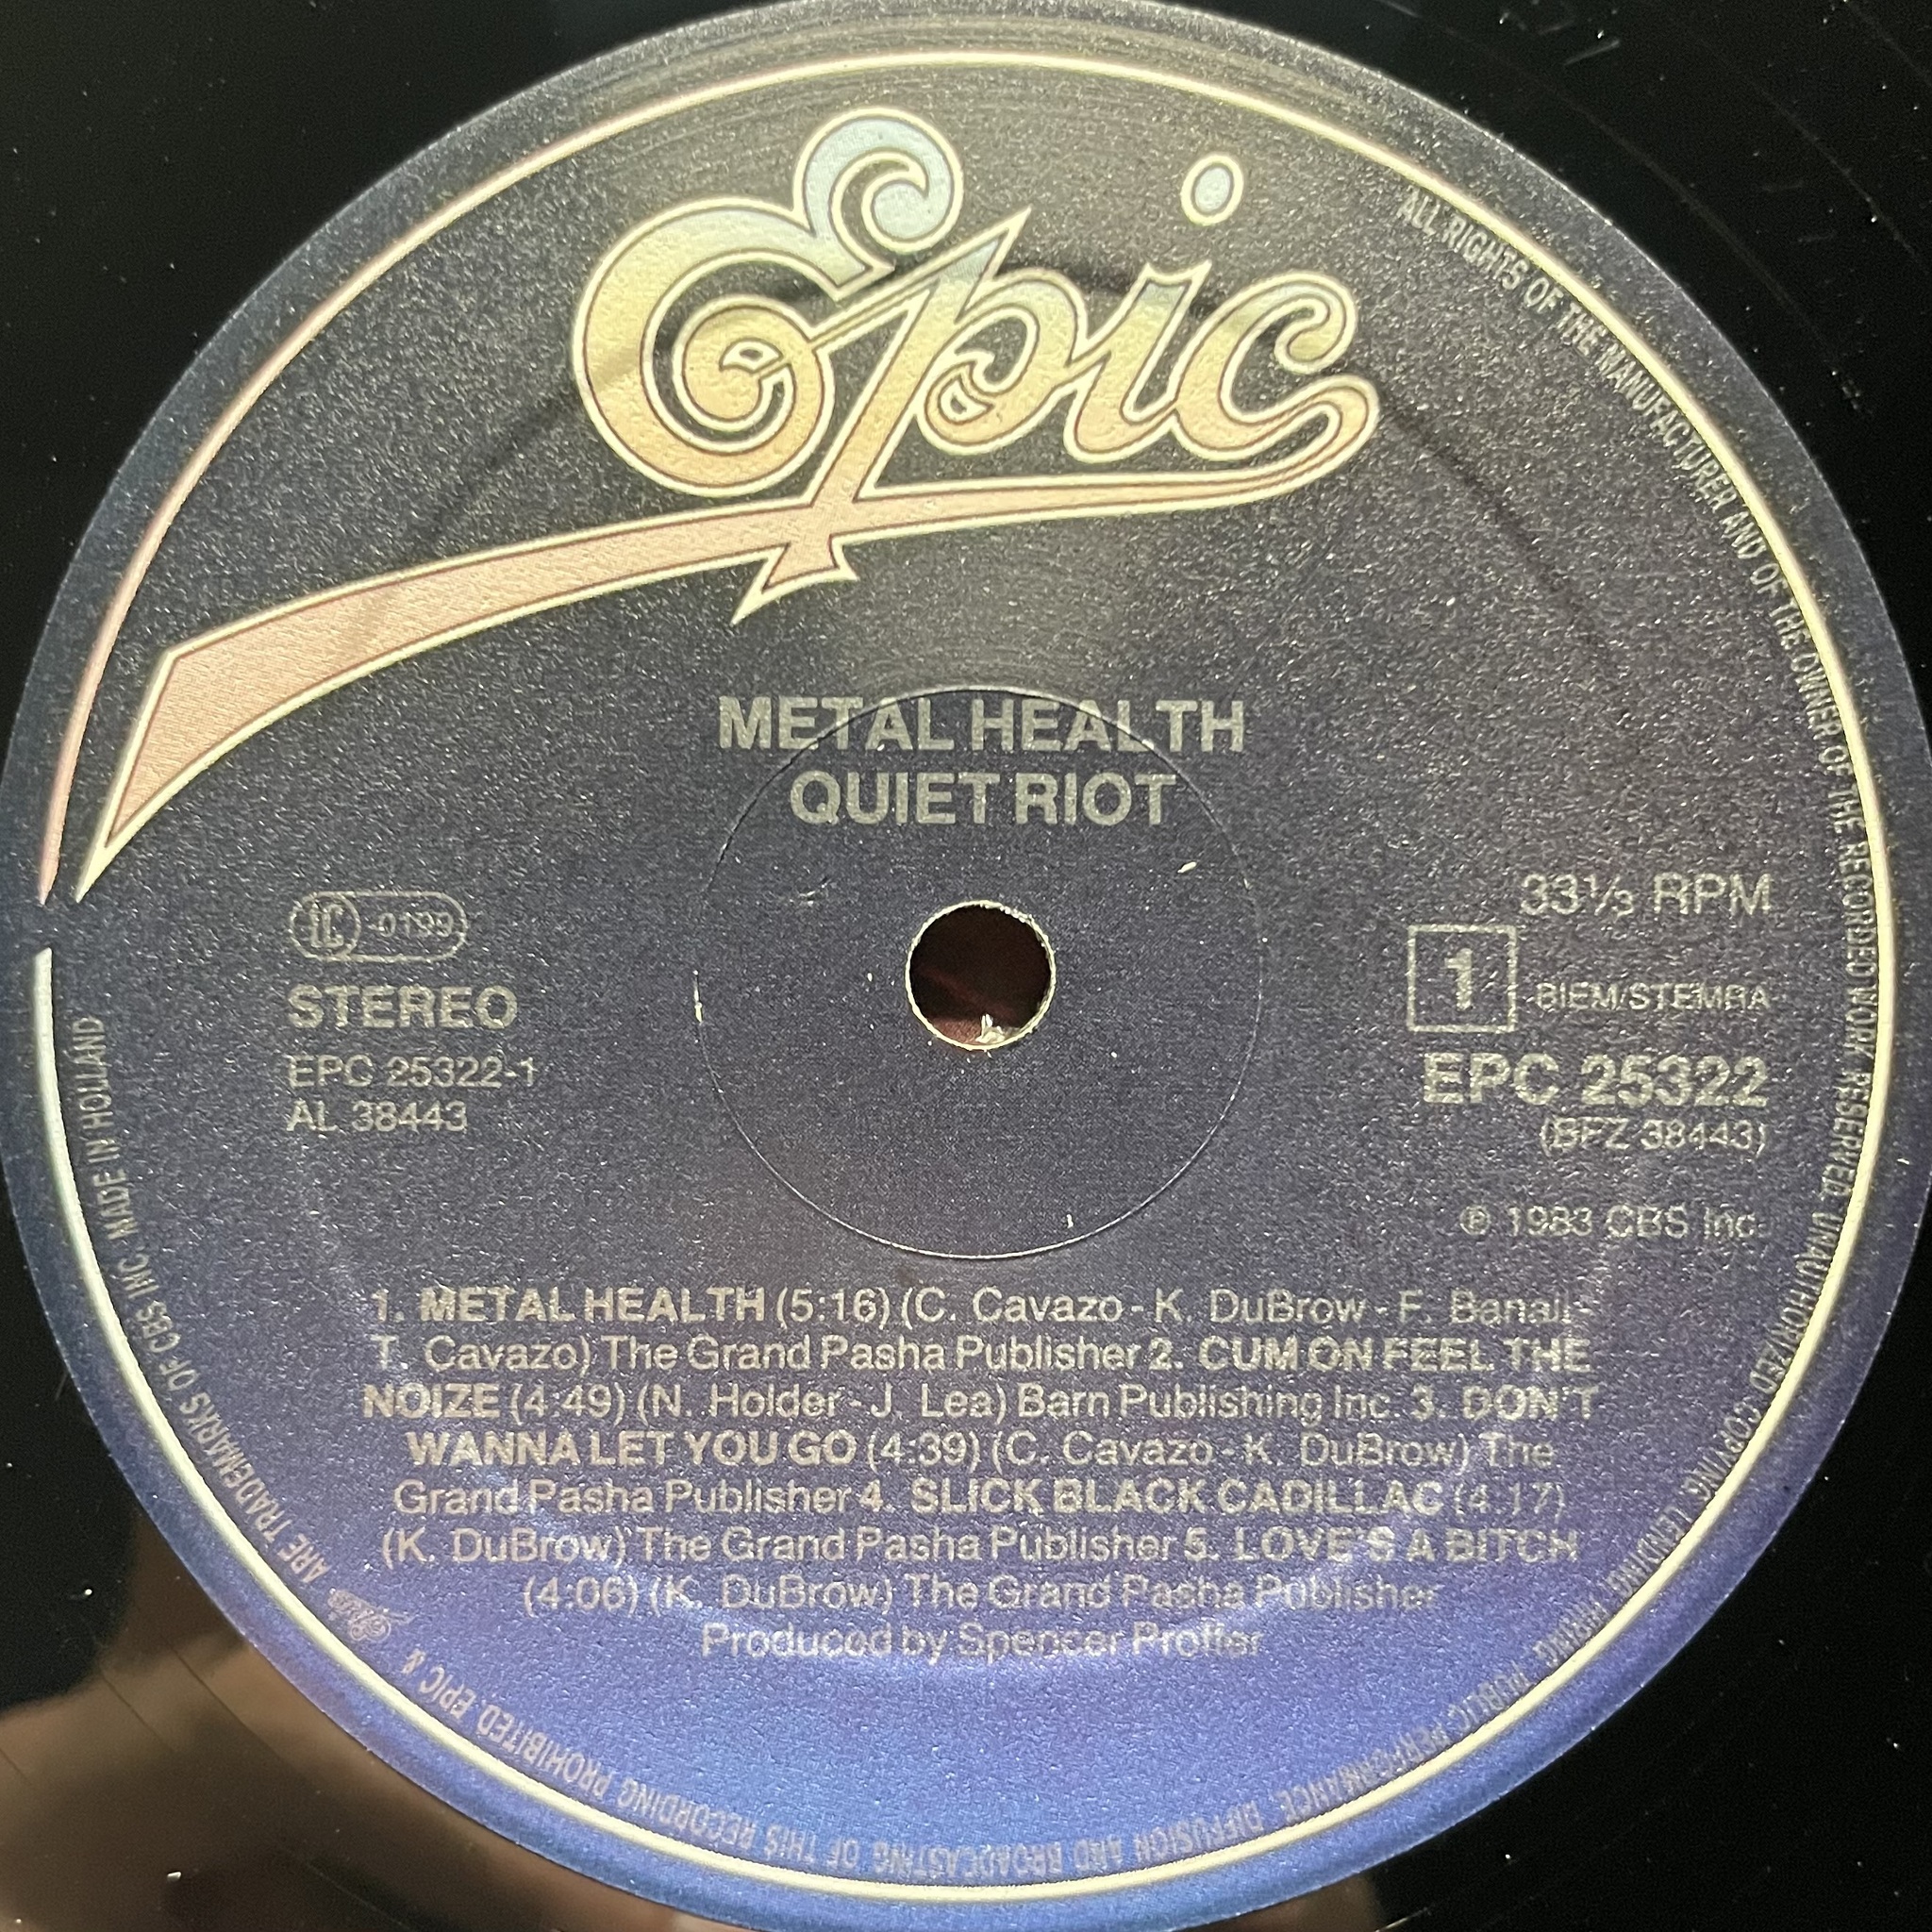 Epic
METAL HEALTH
QUIET RIOT
33⅓ RPM
LC -0199
1 BIEM/STEMRA
STEREO
EPC 25322-1
AL 38443
EPC 25322
(BFZ 38443)
℗ 1983 CBS Inc.
1. METAL HEALTH (5:16) (C. Cavazo - K. DuBrow - F. Banali -
T. Cavazo) The Grand Pasha Publisher 2. CUM ON FEEL THE
NOIZE (4:49) (N. Holder - J. Lea) Barn Publishing Inc. 3. DON'T
WANNA LET YOU GO (4:39) (C. Cavazo - K. DuBrow) The
Grand Pasha Publisher 4. SLICK BLACK CADILLAC (4:17)
(K. DuBrow) The Grand Pasha Publisher 5. LOVE'S A BITCH
(4:06) (K. DuBrow) The Grand Pasha Publisher
Produced by Spencer Proffer
ALL RIGHTS OF THE MANUFACTURER AND OF THE OWNER OF THE RECORDED WORK RESERVED. UNAUTHORIZED COPYING, LENDING, HIRING, PUBLIC PERFORMANCE, DIFFUSION AND BROADCASTING OF THIS RECORDING PROHIBITED. EPIC & Epic ARE TRADEMARKS OF CBS INC. MADE IN HOLLAND